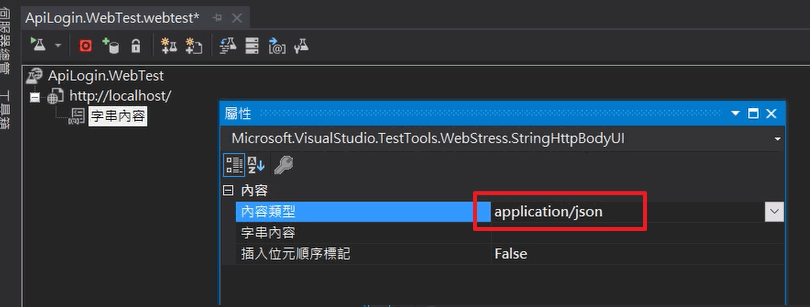 ApiLogin.WebTest.webtest*
伺服器總管 工具箱
ApiLogin.WebTest
http://localhost/
字串內容
屬性
Microsoft.VisualStudio.TestTools.WebStress.StringHttpBodyUI
內容
內容類型 application/json
字串內容
插入位元順序標記 False